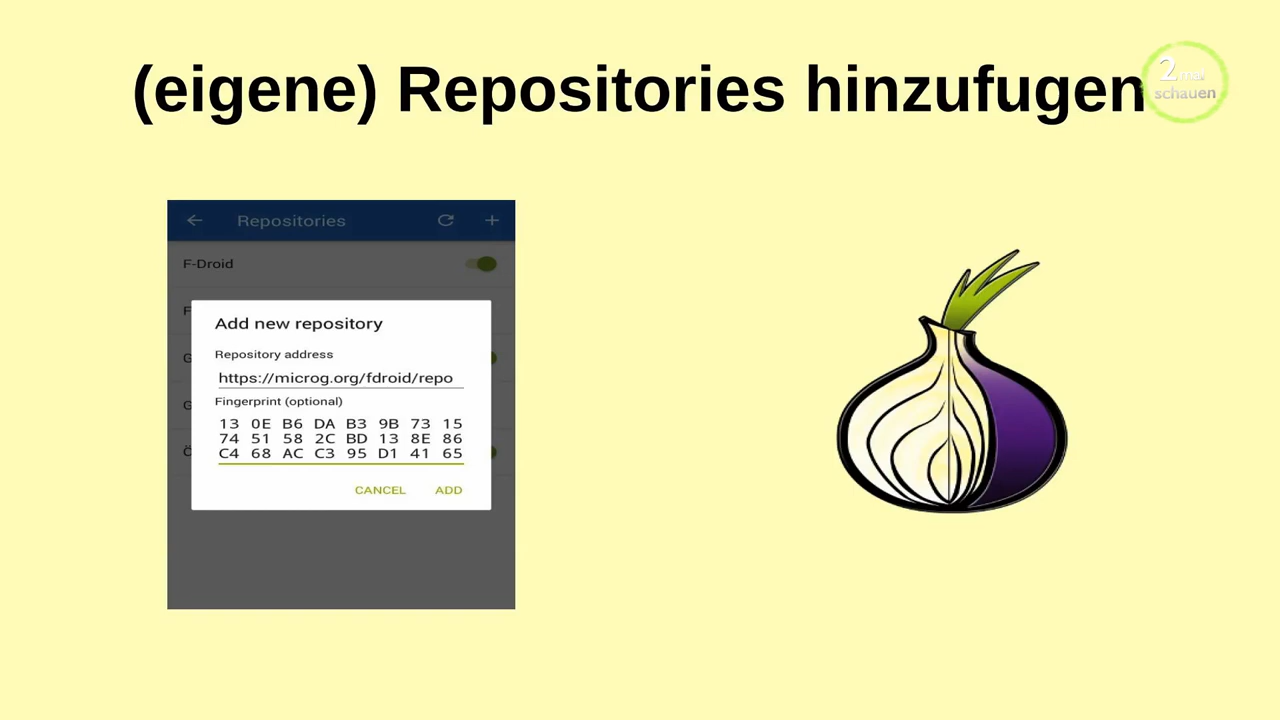 (eigene) Repositories hinzufugen
2.mal
schauen
Repositories
F-Droid
F
Add new repository
Repository address
https://microg.org/fdroid/repo
G
Fingerprint (optional)
G
13 0E B6 DA B3 9B 73 15
74 51 58 2C BD 13 8E 86
C4 68 AC C3 95 D1 41 65
CANCEL ADD